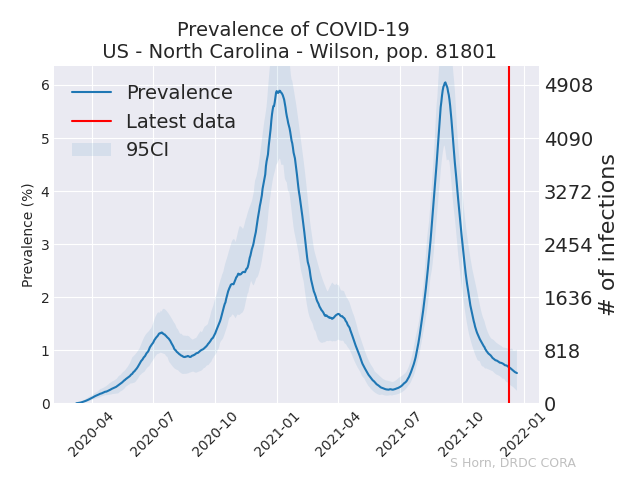 Prevalence of COVID-19
US - North Carolina - Wilson, pop. 81801
Prevalence
Latest data
95CI
Prevalence (%)
6
5
4
3
2
1
0
4908
4090
3272
2454
1636
818
0
# of infections
2020-04
2020-07
2020-10
2021-01
2021-04
2021-07
2021-10
2022-01
S Horn, DRDC CORA